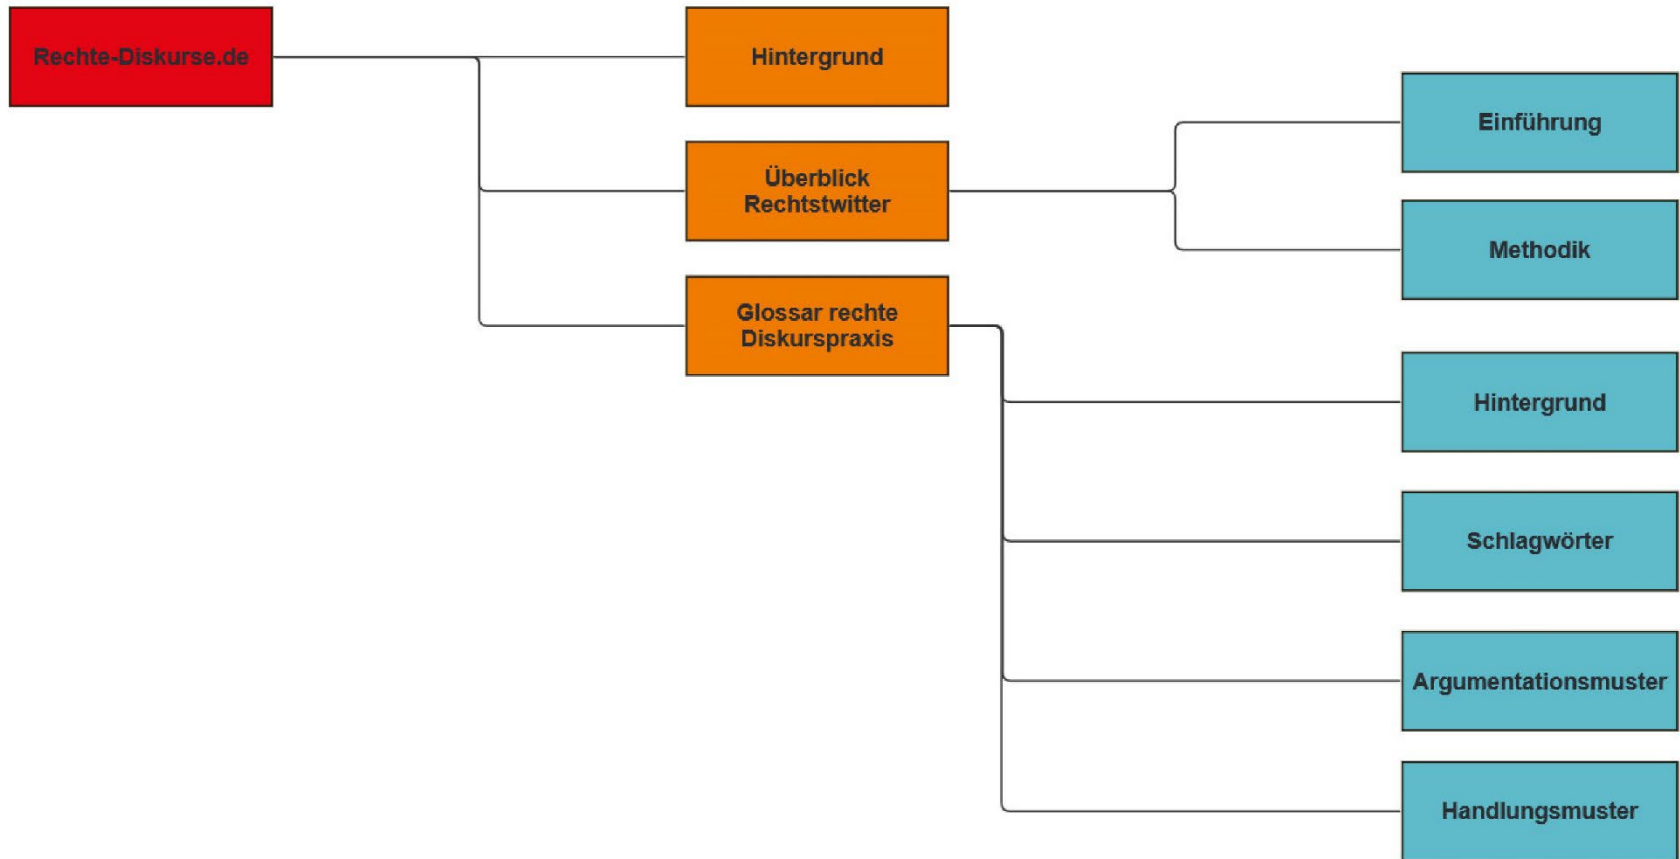 Rechte-Diskurse.de
Hintergrund
Überblick
Rechtstwitter
Glossar rechte
Diskurspraxis
Einführung
Methodik
Hintergrund
Schlagwörter
Argumentationsmuster
Handlungsmuster